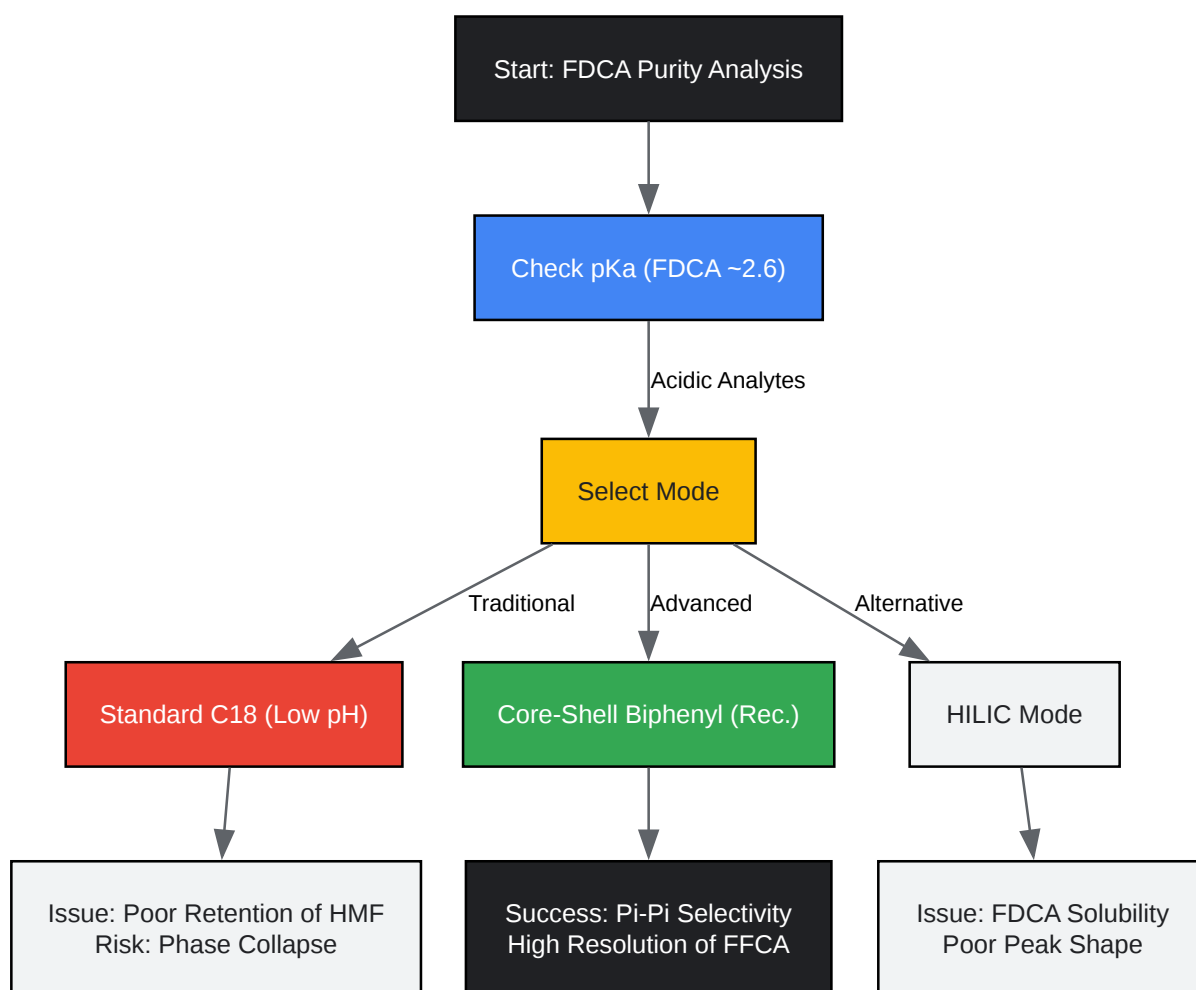 Start: FDCA Purity Analysis
Check pKa (FDCA ~2.6)
Acidic Analytes
Select Mode
Traditional
Advanced
Alternative
Standard C18 (Low pH)
Core-Shell Biphenyl (Rec.)
HILIC Mode
Issue: Poor Retention of HMF
Risk: Phase Collapse
Success: Pi-Pi Selectivity
High Resolution of FFCA
Issue: FDCA Solubility
Poor Peak Shape